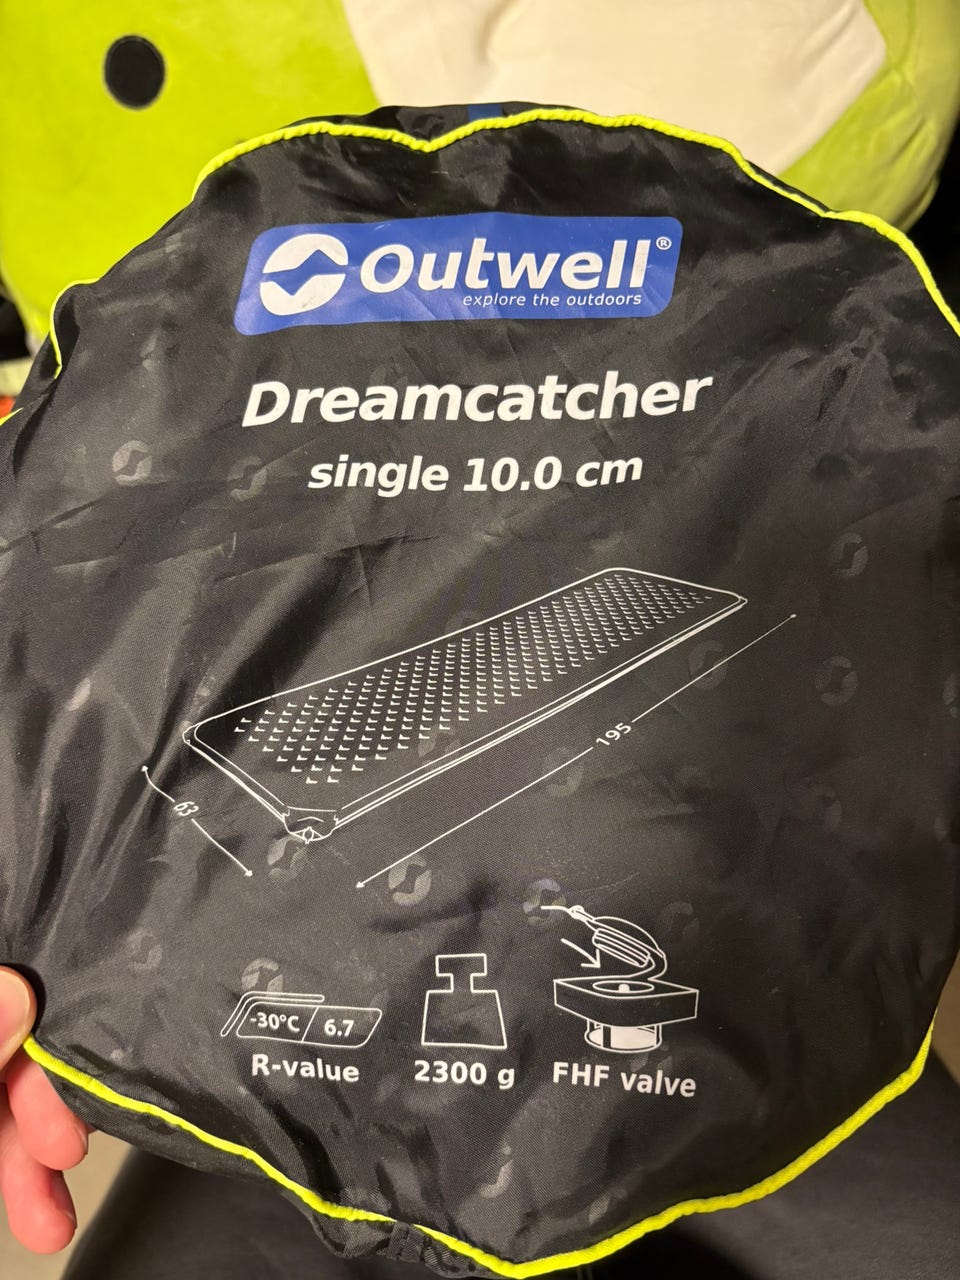 Outwell®
explore the outdoors
Dreamcatcher
single 10.0 cm
195
63
-30°C / 6.7
R-value
2300 g
FHF valve